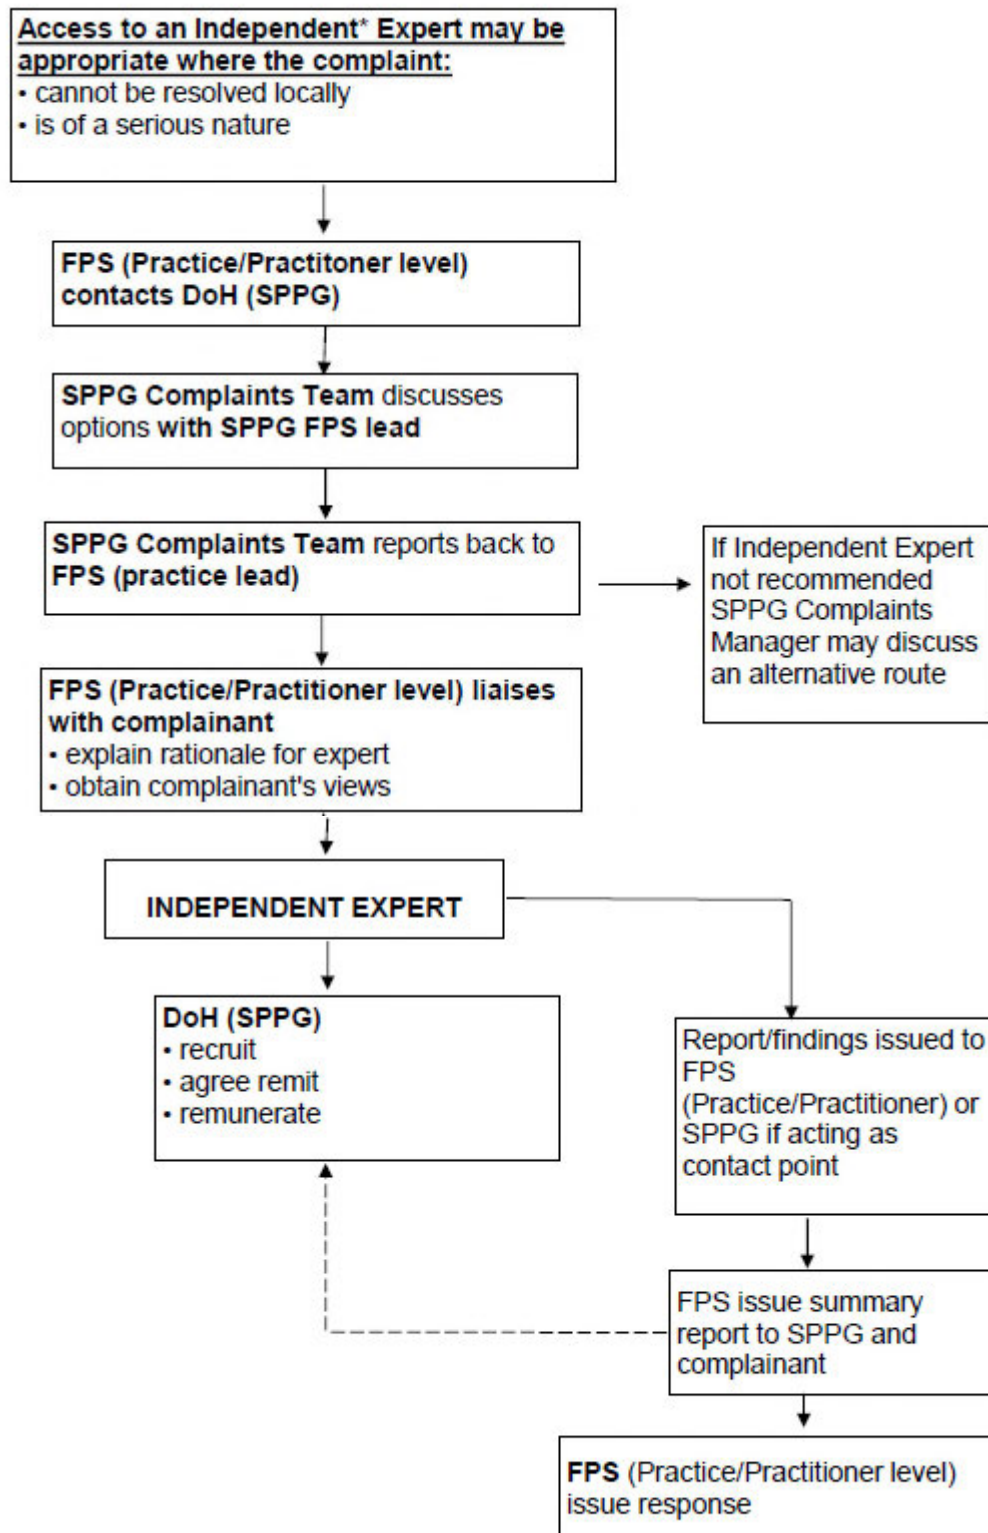 Access to an Independent* Expert may be
appropriate where the complaint:
• cannot be resolved locally
• is of a serious nature
FPS (Practice/Practitoner level)
contacts DoH (SPPG)
SPPG Complaints Team discusses
options with SPPG FPS lead
SPPG Complaints Team reports back to
FPS (practice lead)
If Independent Expert
not recommended
SPPG Complaints
Manager may discuss
an alternative route
FPS (Practice/Practitioner level) liaises
with complainant
• explain rationale for expert
• obtain complainant's views
INDEPENDENT EXPERT
DoH (SPPG)
• recruit
• agree remit
• remunerate
Report/findings issued to
FPS
(Practice/Practitioner) or
SPPG if acting as
contact point
FPS issue summary
report to SPPG and
complainant
FPS (Practice/Practitioner level)
issue response